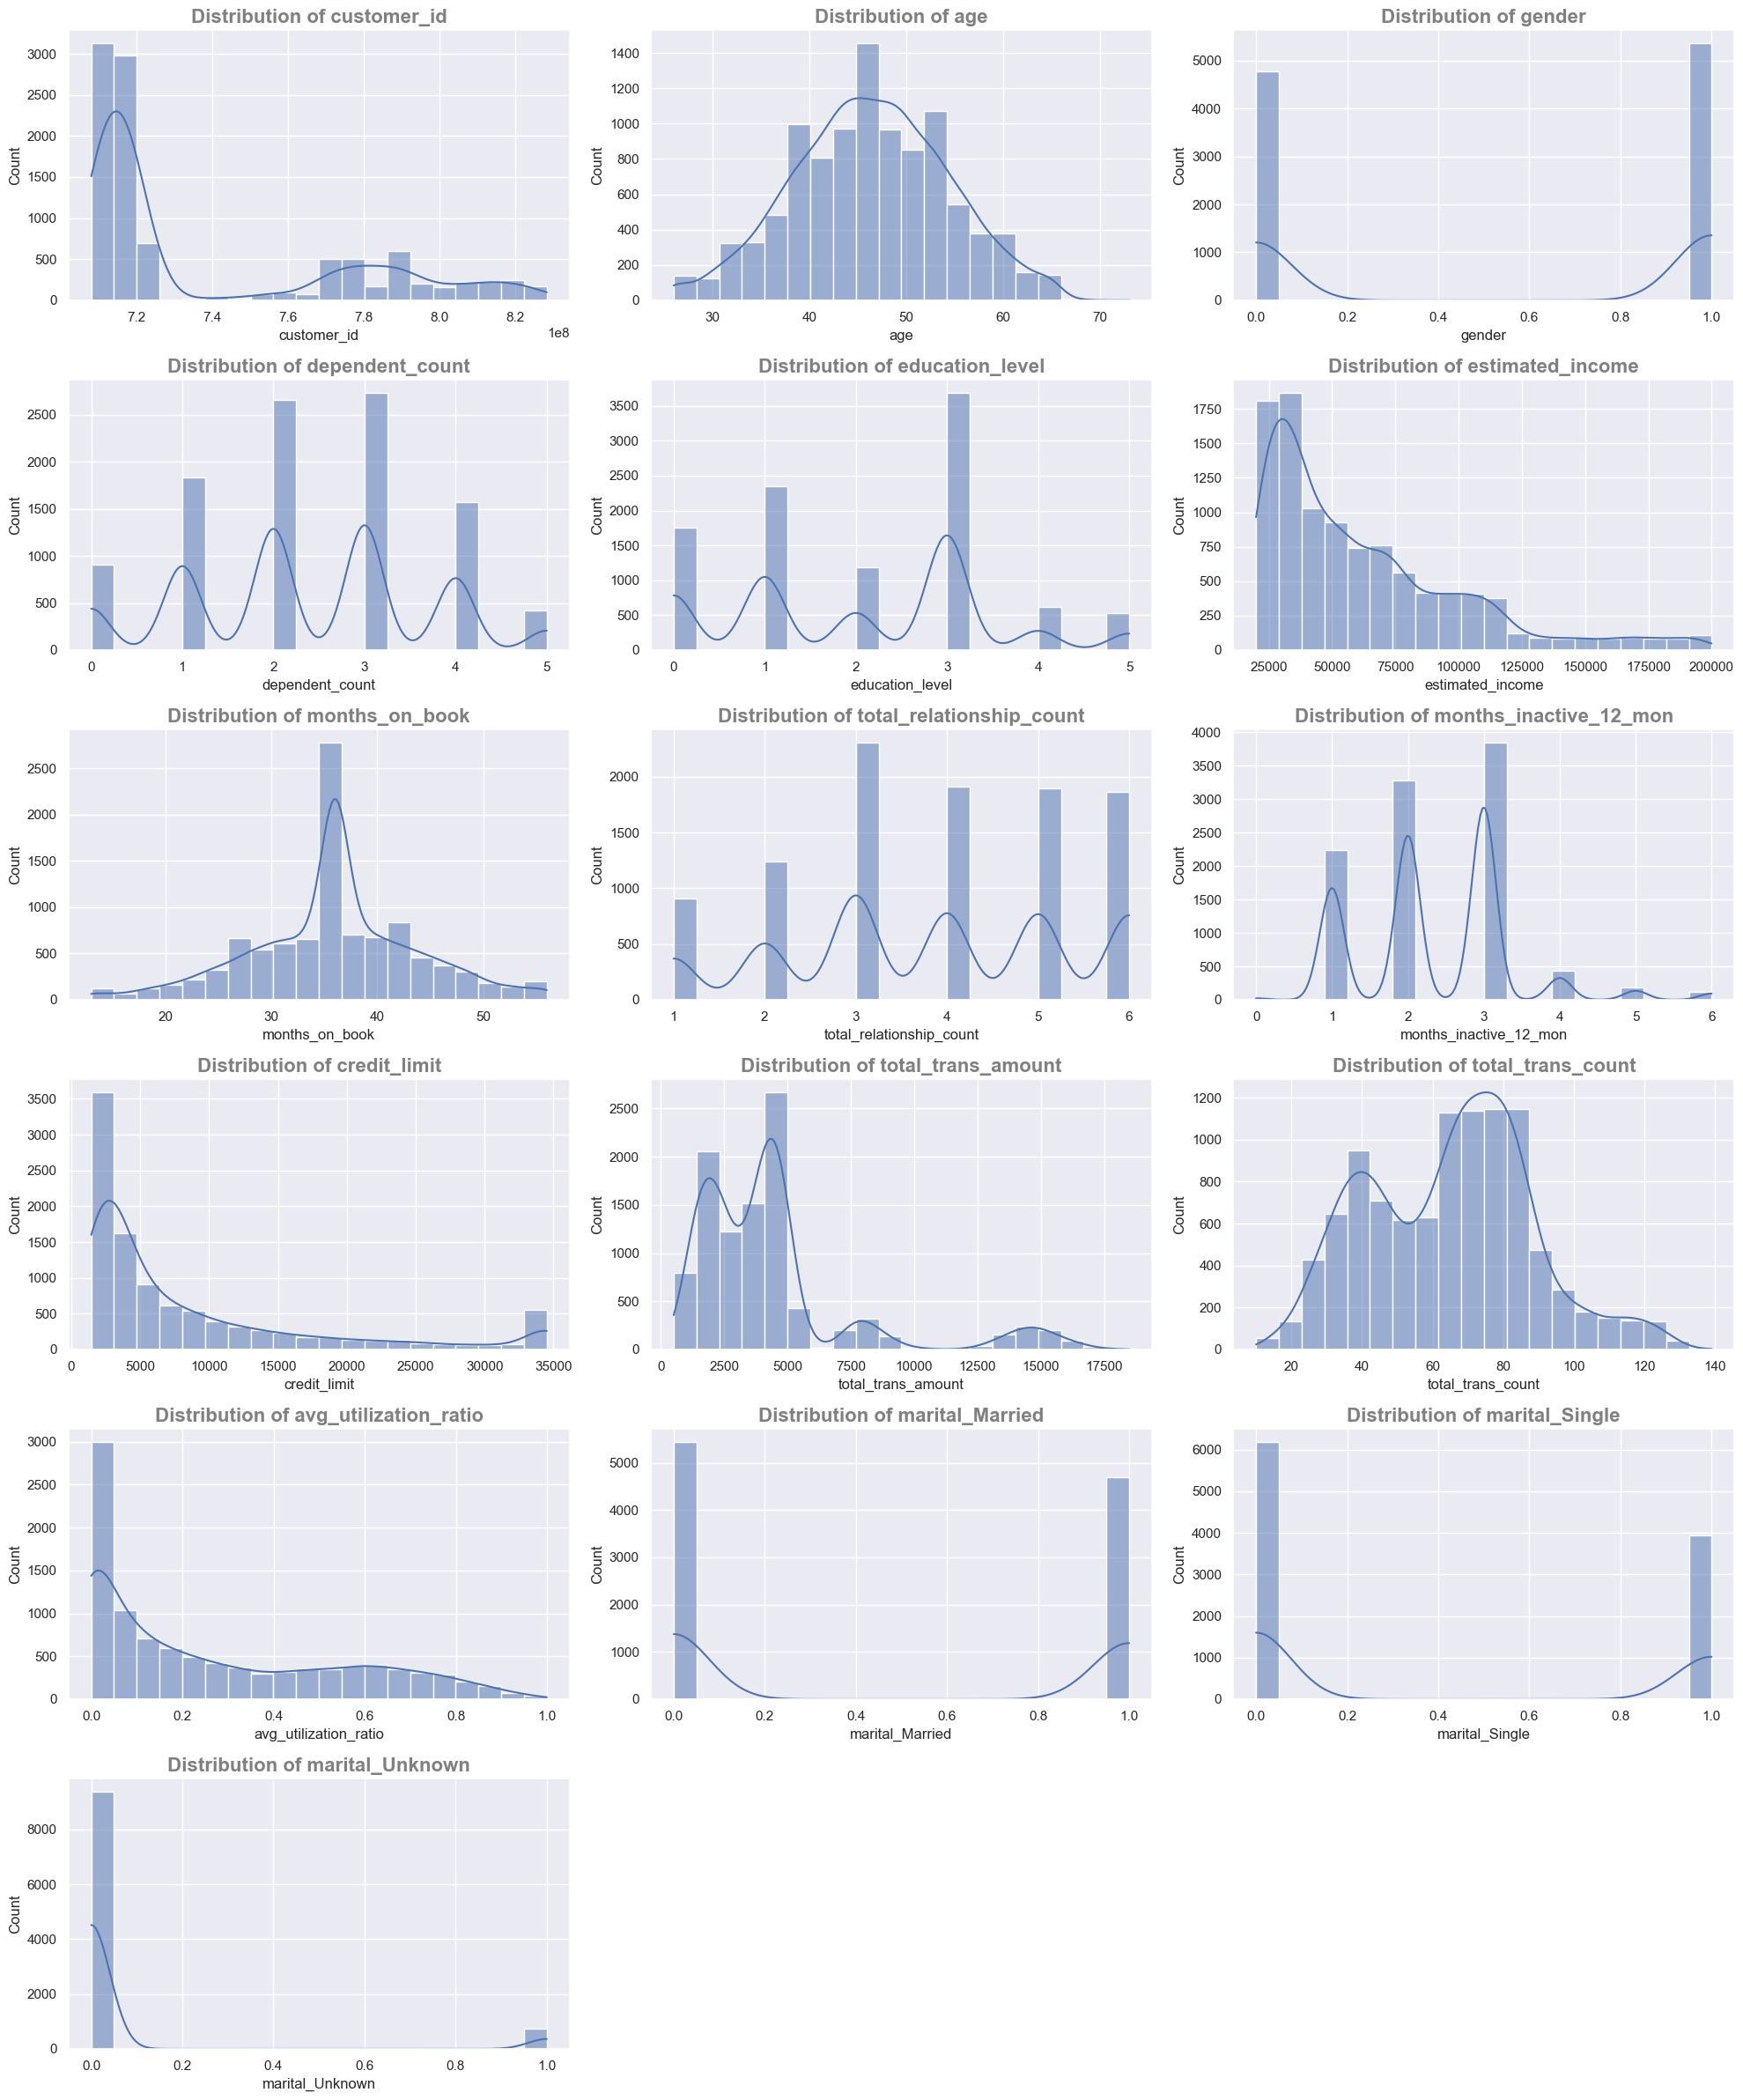 Distribution of customer_id
3000
2500
2000
1500
1000
500
0
Count
7.2 7.4 7.6 7.8 8.0 8.2
1e8
customer_id
Distribution of age
1400
1200
1000
800
600
400
200
0
Count
30 40 50 60 70
age
Distribution of gender
5000
4000
3000
2000
1000
0
Count
0.0 0.2 0.4 0.6 0.8 1.0
gender
Distribution of dependent_count
2500
2000
1500
1000
500
0
Count
0 1 2 3 4 5
dependent_count
Distribution of education_level
3500
3000
2500
2000
1500
1000
500
0
Count
0 1 2 3 4 5
education_level
Distribution of estimated_income
1750
1500
1250
1000
750
500
250
0
Count
25000 50000 75000 100000 125000 150000 175000 200000
estimated_income
Distribution of months_on_book
2500
2000
1500
1000
500
0
Count
20 30 40 50
months_on_book
Distribution of total_relationship_count
2000
1500
1000
500
0
Count
1 2 3 4 5 6
total_relationship_count
Distribution of months_inactive_12_mon
4000
3500
3000
2500
2000
1500
1000
500
0
Count
0 1 2 3 4 5 6
months_inactive_12_mon
Distribution of credit_limit
3500
3000
2500
2000
1500
1000
500
0
Count
0 5000 10000 15000 20000 25000 30000 35000
credit_limit
Distribution of total_trans_amount
2500
2000
1500
1000
500
0
Count
0 2500 5000 7500 10000 12500 15000 17500
total_trans_amount
Distribution of total_trans_count
1200
1000
800
600
400
200
0
Count
20 40 60 80 100 120 140
total_trans_count
Distribution of avg_utilization_ratio
3000
2500
2000
1500
1000
500
0
Count
0.0 0.2 0.4 0.6 0.8 1.0
avg_utilization_ratio
Distribution of marital_Married
5000
4000
3000
2000
1000
0
Count
0.0 0.2 0.4 0.6 0.8 1.0
marital_Married
Distribution of marital_Single
6000
5000
4000
3000
2000
1000
0
Count
0.0 0.2 0.4 0.6 0.8 1.0
marital_Single
Distribution of marital_Unknown
8000
6000
4000
2000
0
Count
0.0 0.2 0.4 0.6 0.8 1.0
marital_Unknown